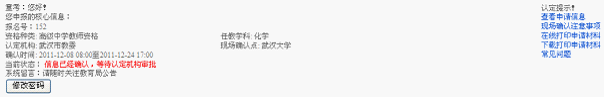 童考：您好！
您申报的核心信息：
报名号：152
资格种类: 高级中学教师资格 任教学科: 化学
认定机构: 武汉市教委 现场确认点: 武汉大学
确认时间: 2011-12-08 08:00至2011-12-24 17:00
当前状态： 信息已经确认，等待认定机构审批
系统留言：请随时关注教育局公告
修改密码
认定提示！
查看申请信息
现场确认注意事项
在线打印申请材料
下载打印申请材料
常见问题